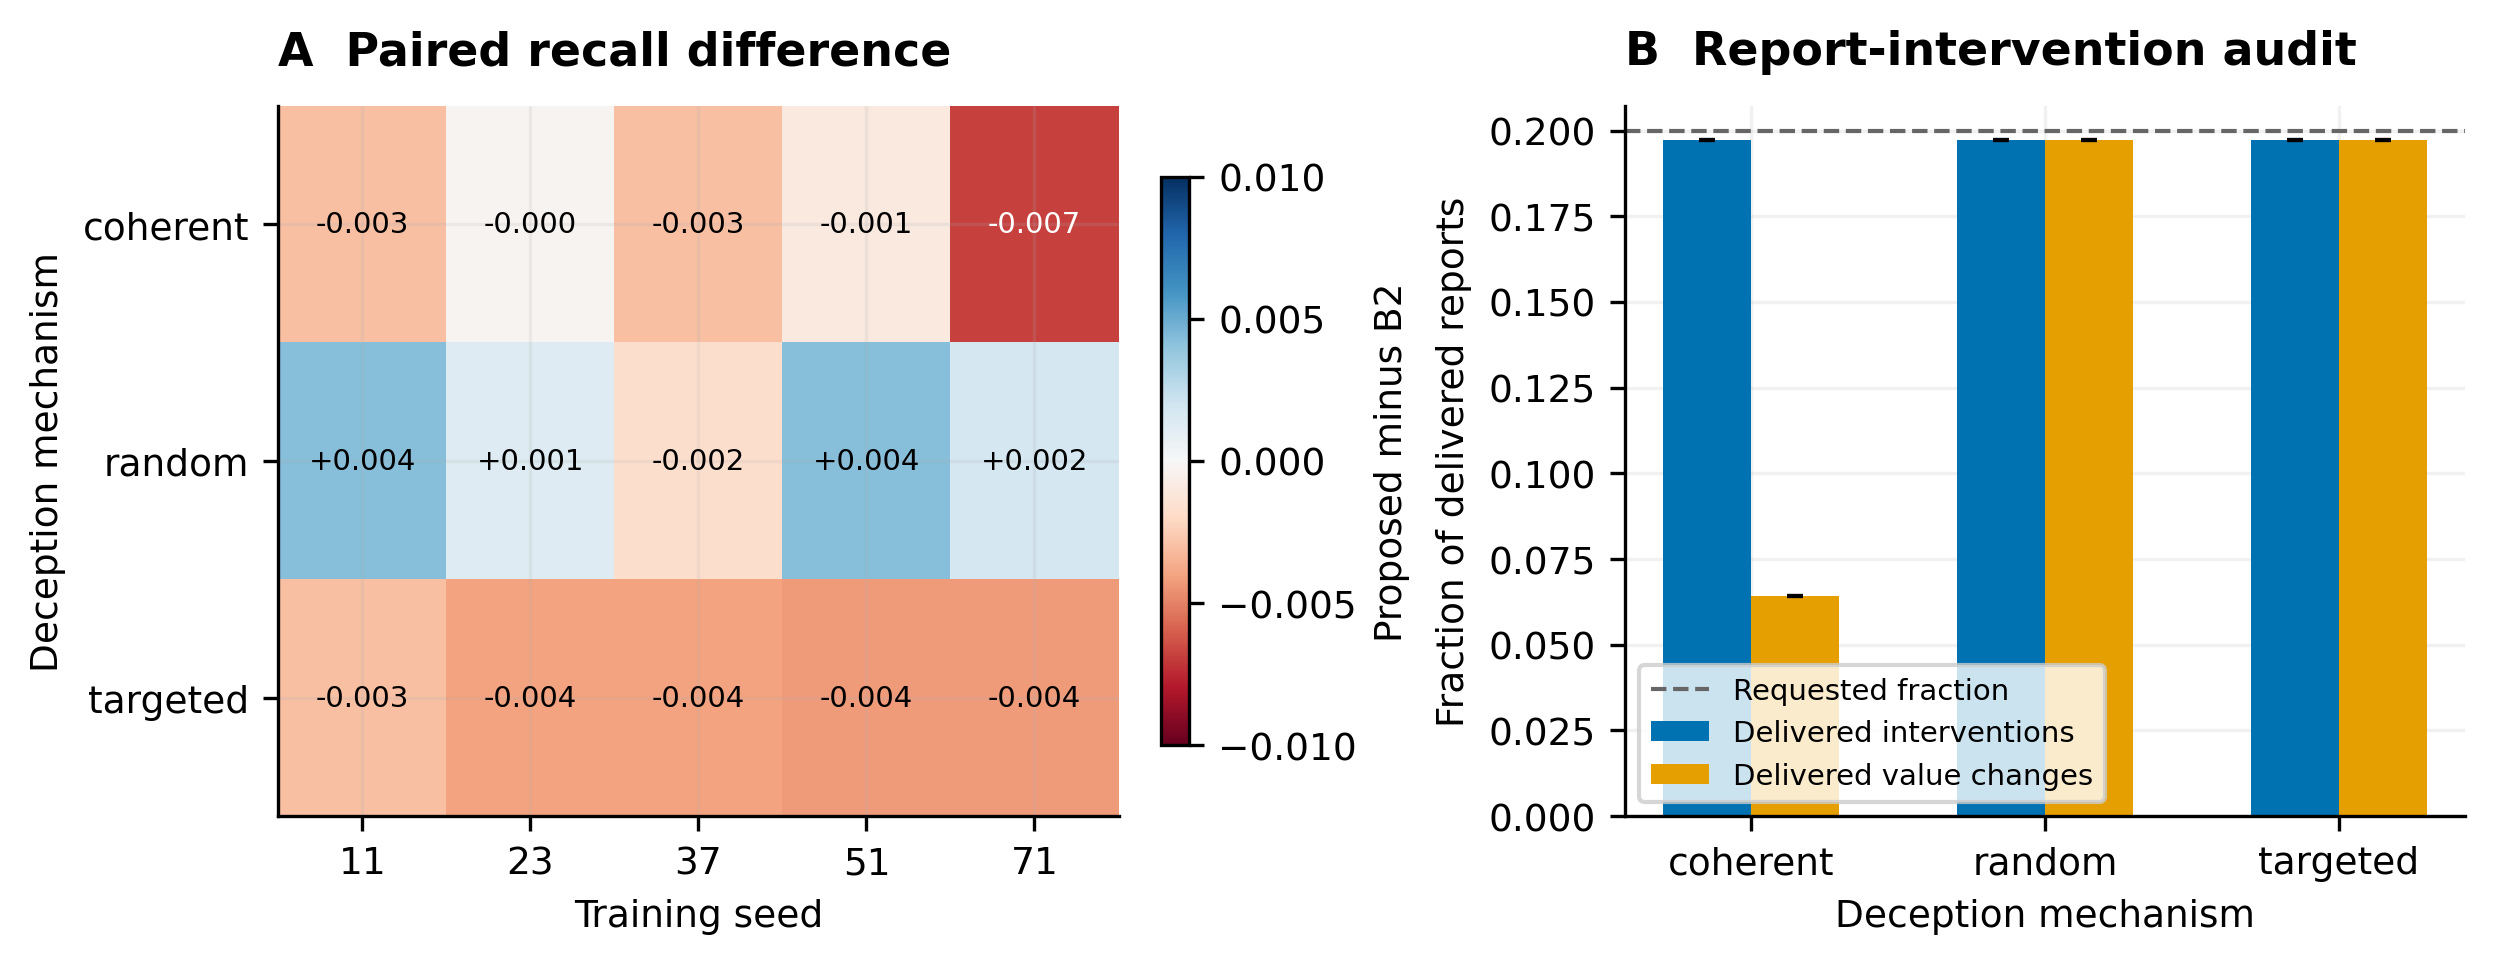 A Paired recall difference
Deception mechanism
coherent
random
targeted
-0.003 -0.000 -0.003 -0.001 -0.007
+0.004 +0.001 -0.002 +0.004 +0.002
-0.003 -0.004 -0.004 -0.004 -0.004
11 23 37 51 71
Training seed
0.010
0.005
0.000
−0.005
−0.010
Proposed minus B2
B Report-intervention audit
Fraction of delivered reports
0.200
0.175
0.150
0.125
0.100
0.075
0.050
0.025
0.000
Requested fraction
Delivered interventions
Delivered value changes
coherent random targeted
Deception mechanism